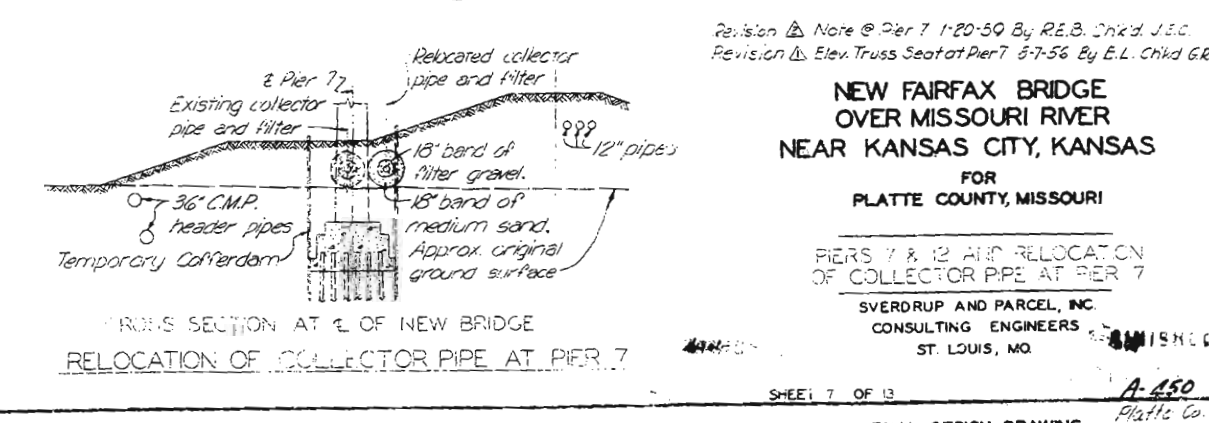 Revision 2 Note @ Pier 7 1-20-59 By R.E.B. Chk'd. J.E.C.
Revision 1 Elev. Truss Seat at Pier 7 By E.L. Chkd G.R
Relocated collector
pipe and filter
℄ Pier 7
Existing collector
pipe and filter
12" pipes
18" band of
filter gravel.
36" C.M.P.
header pipes
18" band of
medium sand.
Temporary Cofferdam
Approx. original
ground surface
CROSS SECTION AT ℄ OF NEW BRIDGE
RELOCATION OF COLLECTOR PIPE AT PIER 7
NEW FAIRFAX BRIDGE
OVER MISSOURI RIVER
NEAR KANSAS CITY, KANSAS
FOR
PLATTE COUNTY, MISSOURI
PIERS 7 & 12 AND RELOCATION
OF COLLECTOR PIPE AT PIER 7
SVERDRUP AND PARCEL, INC.
CONSULTING ENGINEERS
ST. LOUIS, MO.
SHEET 7 OF 13
A-450
Platte Co.
DESIGN DRAWING